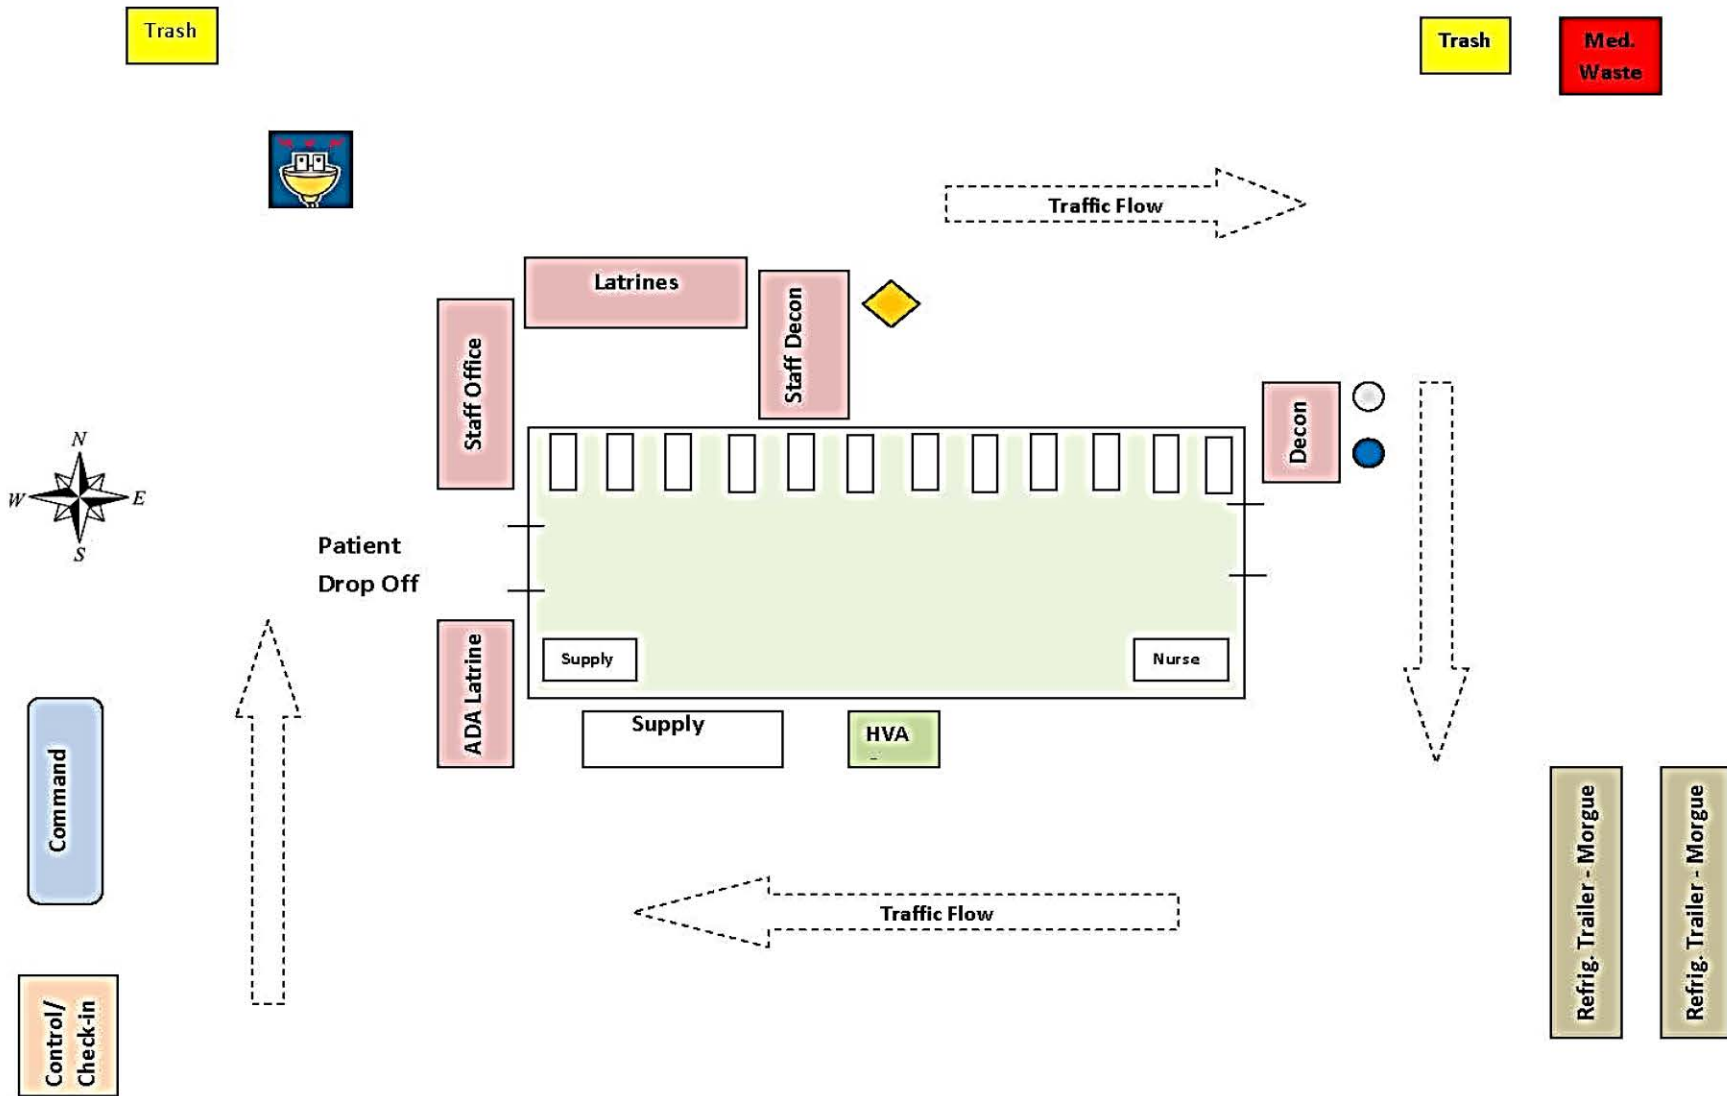 Trash
Trash
Med.
Waste
Traffic Flow
Latrines
Staff Decon
Staff Office
Decon
N
W
E
S
Patient
Drop Off
Supply
Nurse
ADA Latrine
Supply
HVA
Command
Traffic Flow
Refrig. Trailer - Morgue
Refrig. Trailer - Morgue
Control/
Check-in